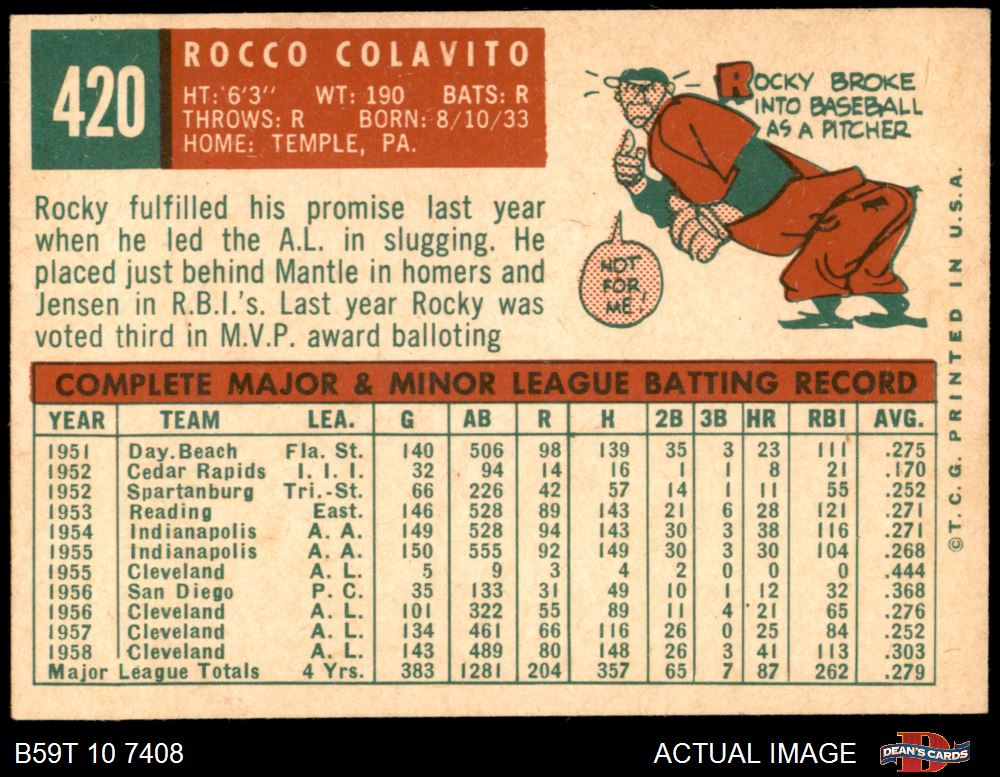 420
ROCCO COLAVITO
HT: 6'3" WT: 190 BATS: R
THROWS: R BORN: 8/10/33
HOME: TEMPLE, PA.
ROCKY BROKE
INTO BASEBALL
AS A PITCHER
NOT
FOR
ME!
Rocky fulfilled his promise last year
when he led the A.L. in slugging. He
placed just behind Mantle in homers and
Jensen in R.B.I.'s. Last year Rocky was
voted third in M.V.P. award balloting
COMPLETE MAJOR & MINOR LEAGUE BATTING RECORD
YEAR TEAM LEA. G AB R H 2B 3B HR RBI AVG.
1951 Day.Beach Fla. St. 140 506 98 139 35 3 23 111 .275
1952 Cedar Rapids I. I. I. 32 94 14 16 1 1 8 21 .170
1952 Spartanburg Tri.-St. 66 226 42 57 14 1 11 55 .252
1953 Reading East. 146 528 89 143 21 6 28 121 .271
1954 Indianapolis A. A. 149 528 94 143 30 3 38 116 .271
1955 Indianapolis A. A. 150 555 92 149 30 3 30 104 .268
1955 Cleveland A. L. 5 9 3 4 2 0 0 0 .444
1956 San Diego P. C. 35 133 31 49 10 1 12 32 .368
1956 Cleveland A. L. 101 322 55 89 11 4 21 65 .276
1957 Cleveland A. L. 134 461 66 116 26 0 25 84 .252
1958 Cleveland A. L. 143 489 80 148 26 3 41 113 .303
Major League Totals 4 Yrs. 383 1281 204 357 65 7 87 262 .279
©T. C. G. PRINTED IN U.S.A.
B59T 10 7408
ACTUAL IMAGE
DEAN'S CARDS